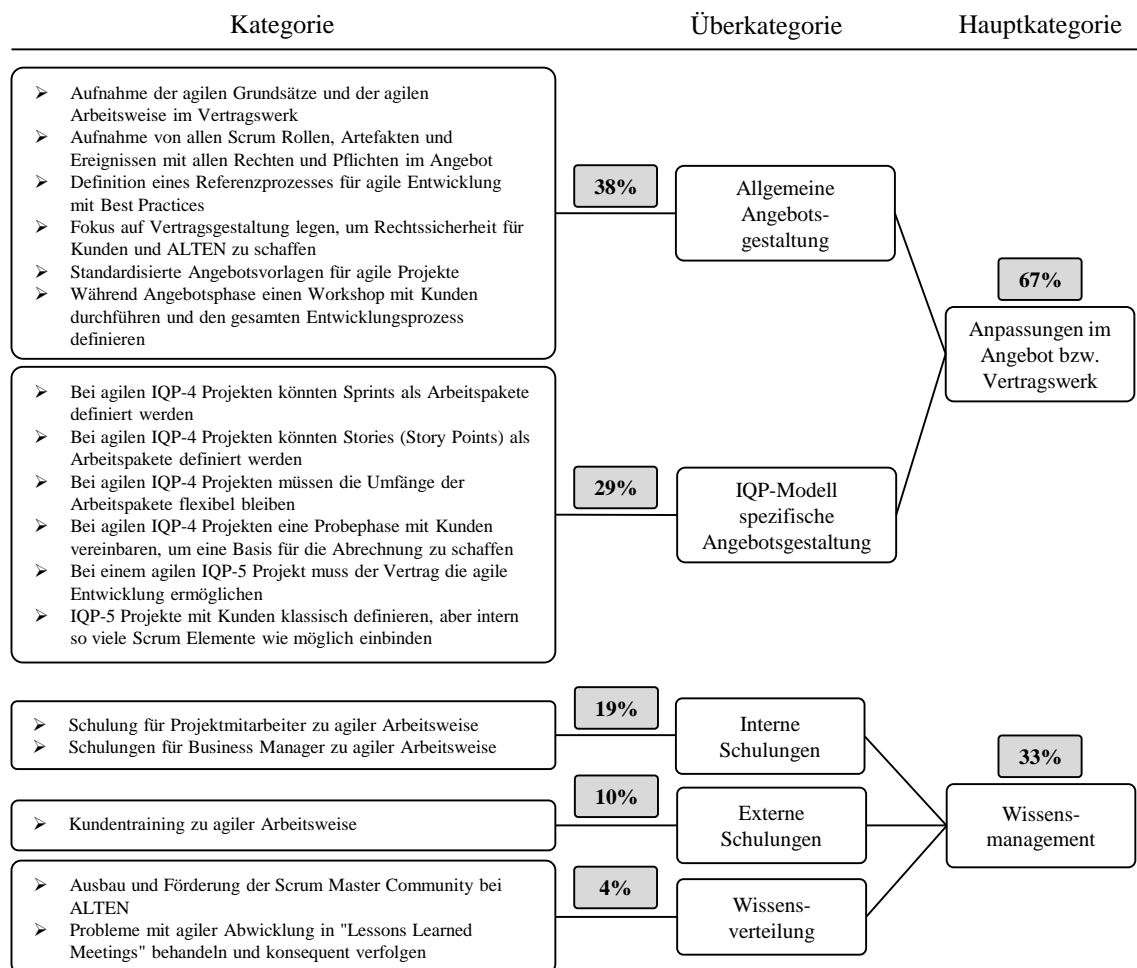 Kategorie
Überkategorie
Hauptkategorie
➢ Aufnahme der agilen Grundsätze und der agilen
Arbeitsweise im Vertragswerk
➢ Aufnahme von allen Scrum Rollen, Artefakten und
Ereignissen mit allen Rechten und Pflichten im Angebot
➢ Definition eines Referenzprozesses für agile Entwicklung
mit Best Practices
➢ Fokus auf Vertragsgestaltung legen, um Rechtssicherheit für
Kunden und ALTEN zu schaffen
➢ Standardisierte Angebotsvorlagen für agile Projekte
➢ Während Angebotsphase einen Workshop mit Kunden
durchführen und den gesamten Entwicklungsprozess
definieren
38%
Allgemeine
Angebots-
gestaltung
67%
Anpassungen im
Angebot bzw.
Vertragswerk
➢ Bei agilen IQP-4 Projekten könnten Sprints als Arbeitspakete
definiert werden
➢ Bei agilen IQP-4 Projekten könnten Stories (Story Points) als
Arbeitspakete definiert werden
➢ Bei agilen IQP-4 Projekten müssen die Umfänge der
Arbeitspakete flexibel bleiben
➢ Bei agilen IQP-4 Projekten eine Probephase mit Kunden
vereinbaren, um eine Basis für die Abrechnung zu schaffen
➢ Bei einem agilen IQP-5 Projekt muss der Vertrag die agile
Entwicklung ermöglichen
➢ IQP-5 Projekte mit Kunden klassisch definieren, aber intern
so viele Scrum Elemente wie möglich einbinden
29%
IQP-Modell
spezifische
Angebotsgestaltung
➢ Schulung für Projektmitarbeiter zu agiler Arbeitsweise
➢ Schulungen für Business Manager zu agiler Arbeitsweise
19%
Interne
Schulungen
33%
Wissens-
management
➢ Kundentraining zu agiler Arbeitsweise
10%
Externe
Schulungen
➢ Ausbau und Förderung der Scrum Master Community bei
ALTEN
➢ Probleme mit agiler Abwicklung in "Lessons Learned
Meetings" behandeln und konsequent verfolgen
4%
Wissens-
verteilung